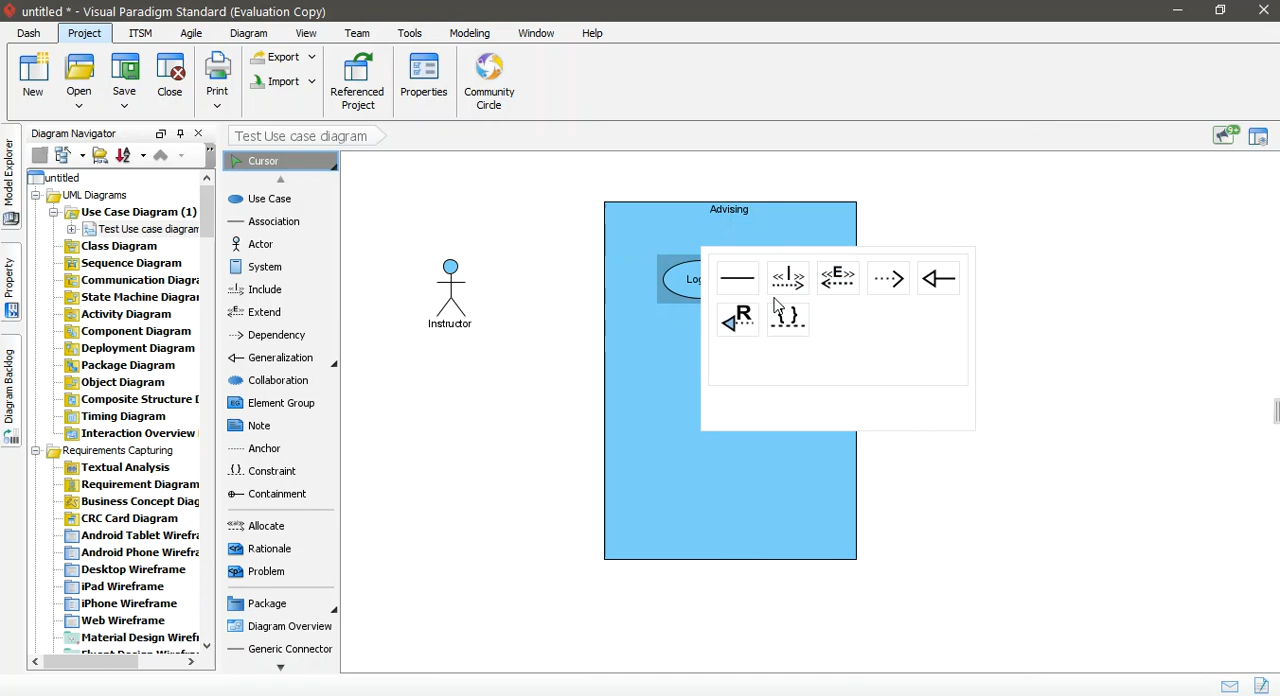 untitled * - Visual Paradigm Standard (Evaluation Copy)
Dash Project ITSM Agile Diagram View Team Tools Modeling Window Help
New
Open
Save
Close
Print
Export
Import
Referenced
Project
Properties
Community
Circle
Model Explorer
Property
Diagram Backlog
Diagram Navigator
untitled
UML Diagrams
Use Case Diagram (1)
Test Use case diagram
Class Diagram
Sequence Diagram
Communication Diagra
State Machine Diagra
Activity Diagram
Component Diagram
Deployment Diagram
Package Diagram
Object Diagram
Composite Structure D
Timing Diagram
Interaction Overview
Requirements Capturing
Textual Analysis
Requirement Diagram
Business Concept Diag
CRC Card Diagram
Android Tablet Wirefra
Android Phone Wirefra
Desktop Wireframe
iPad Wireframe
iPhone Wireframe
Web Wireframe
Material Design Wiref
Test Use case diagram
9+
Cursor
Use Case
Association
Actor
System
<<I>> Include
<<E>> Extend
Dependency
Generalization
Collaboration
EG Element Group
Note
Anchor
{ } Constraint
Containment
Allocate
Rationale
Problem
Package
Diagram Overview
Generic Connector
Instructor
Advising
Log
<<I>>
<<E>>
R
{ }